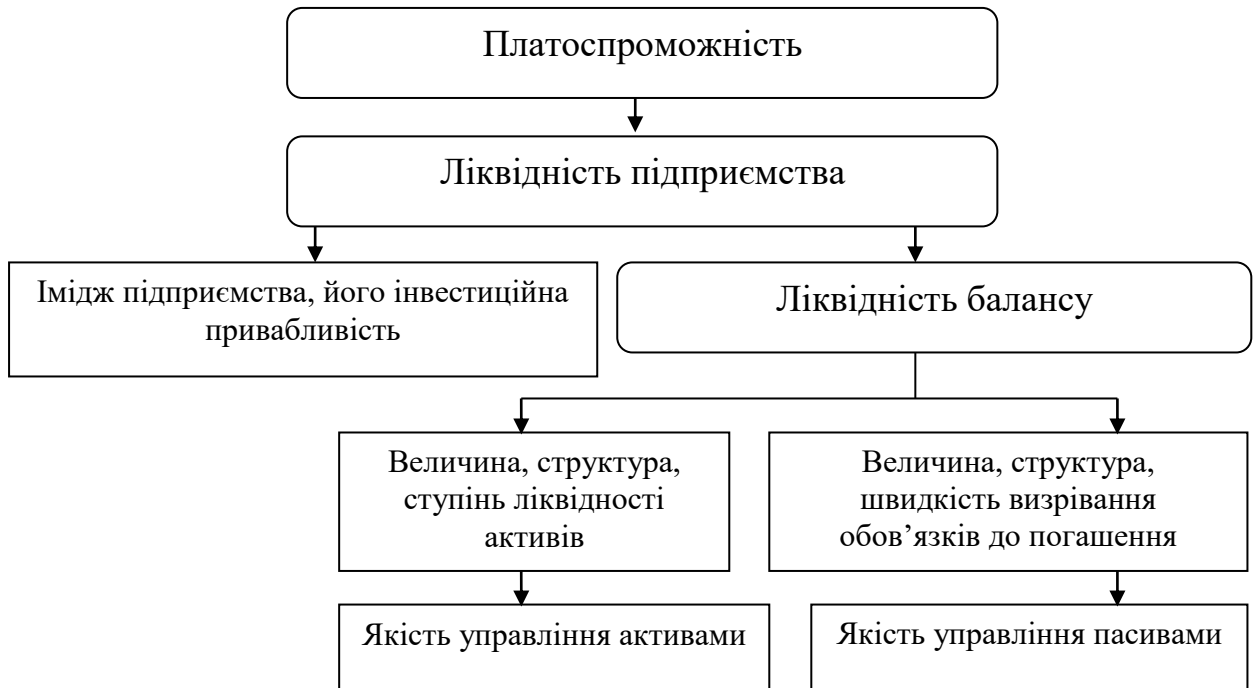 Платоспроможність
Ліквідність підприємства
Імідж підприємства, його інвестиційна
привабливість
Ліквідність балансу
Величина, структура,
ступінь ліквідності
активів
Величина, структура,
швидкість визрівання
обов’язків до погашення
Якість управління активами
Якість управління пасивами